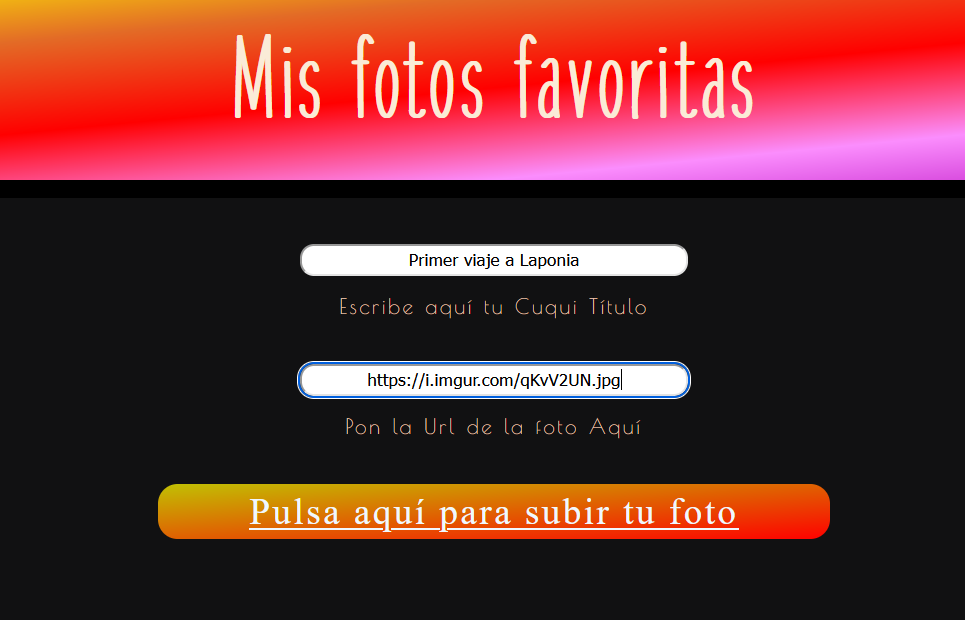 Mis fotos favoritas
Primer viaje a Laponia
Escribe aquí tu Cuqui Título
https://i.imgur.com/qKvV2UN.jpg
Pon la Url de la foto Aquí
Pulsa aquí para subir tu foto